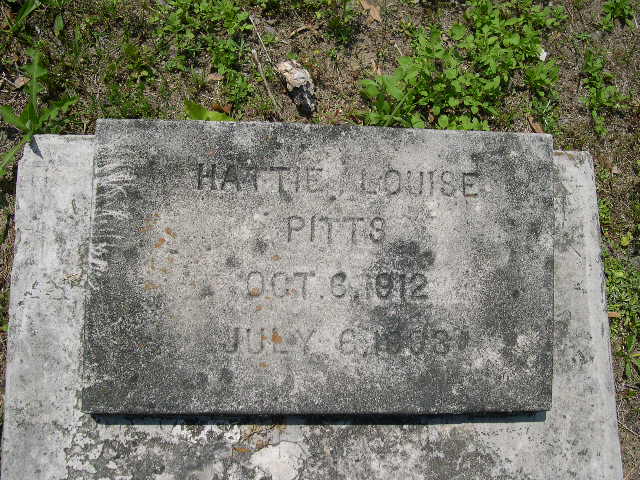 HATTIE LOUISE
PITTS
OCT. 6, 1912
JULY 6,